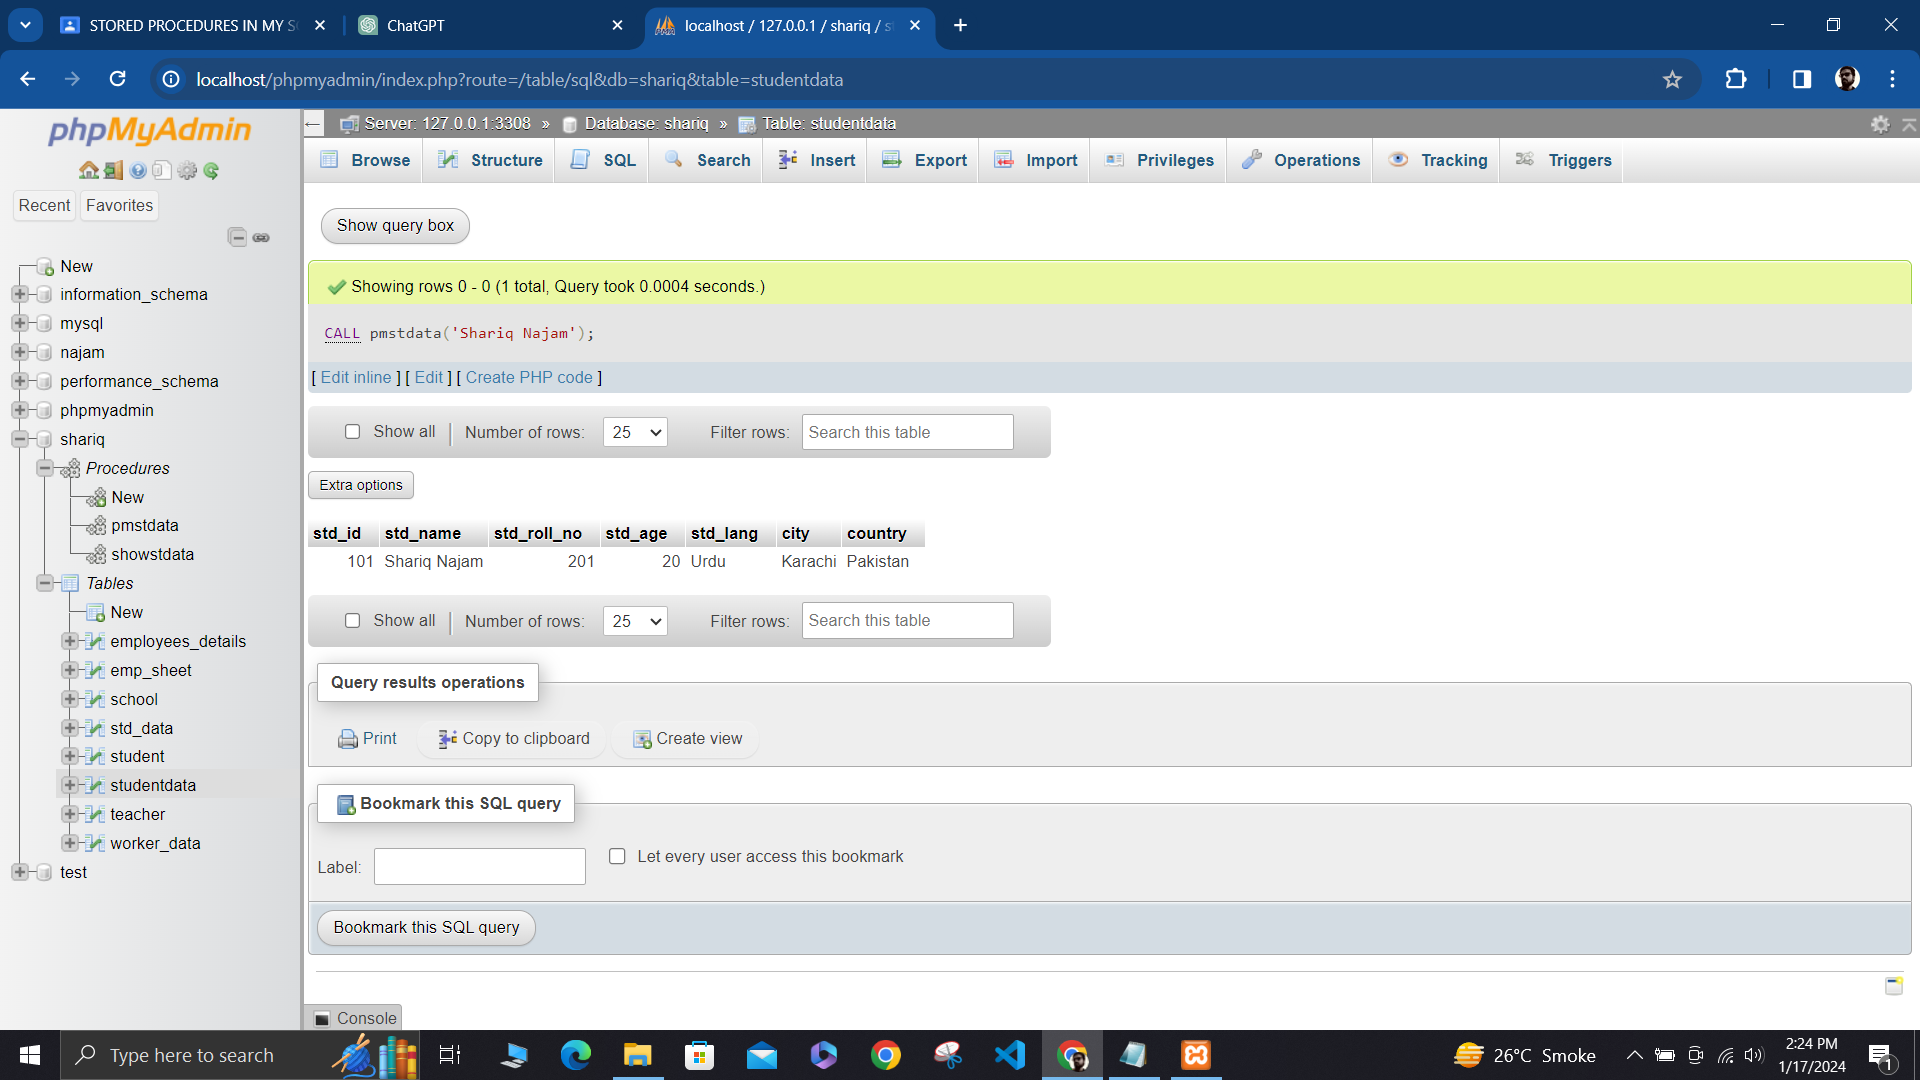 STORED PROCEDURES IN MY S
ChatGPT
localhost / 127.0.0.1 / shariq / s
localhost/phpmyadmin/index.php?route=/table/sql&db=shariq&table=studentdata
phpMyAdmin
Recent
Favorites
New
information_schema
mysql
najam
performance_schema
phpmyadmin
shariq
Procedures
New
pmstdata
showstdata
Tables
New
employees_details
emp_sheet
school
std_data
student
studentdata
teacher
worker_data
test
Server: 127.0.0.1:3308 » Database: shariq » Table: studentdata
Browse Structure SQL Search Insert Export Import Privileges Operations Tracking Triggers
Show query box
Showing rows 0 - 0 (1 total, Query took 0.0004 seconds.)
CALL pmstdata('Shariq Najam');
[ Edit inline ] [ Edit ] [ Create PHP code ]
Show all | Number of rows: 25 Filter rows: Search this table
Extra options
std_id std_name std_roll_no std_age std_lang city country
101 Shariq Najam 201 20 Urdu Karachi Pakistan
Show all | Number of rows: 25 Filter rows: Search this table
Query results operations
Print Copy to clipboard Create view
Bookmark this SQL query
Label: Let every user access this bookmark
Bookmark this SQL query
Console
Type here to search
26°C Smoke
2:24 PM
1/17/2024
1